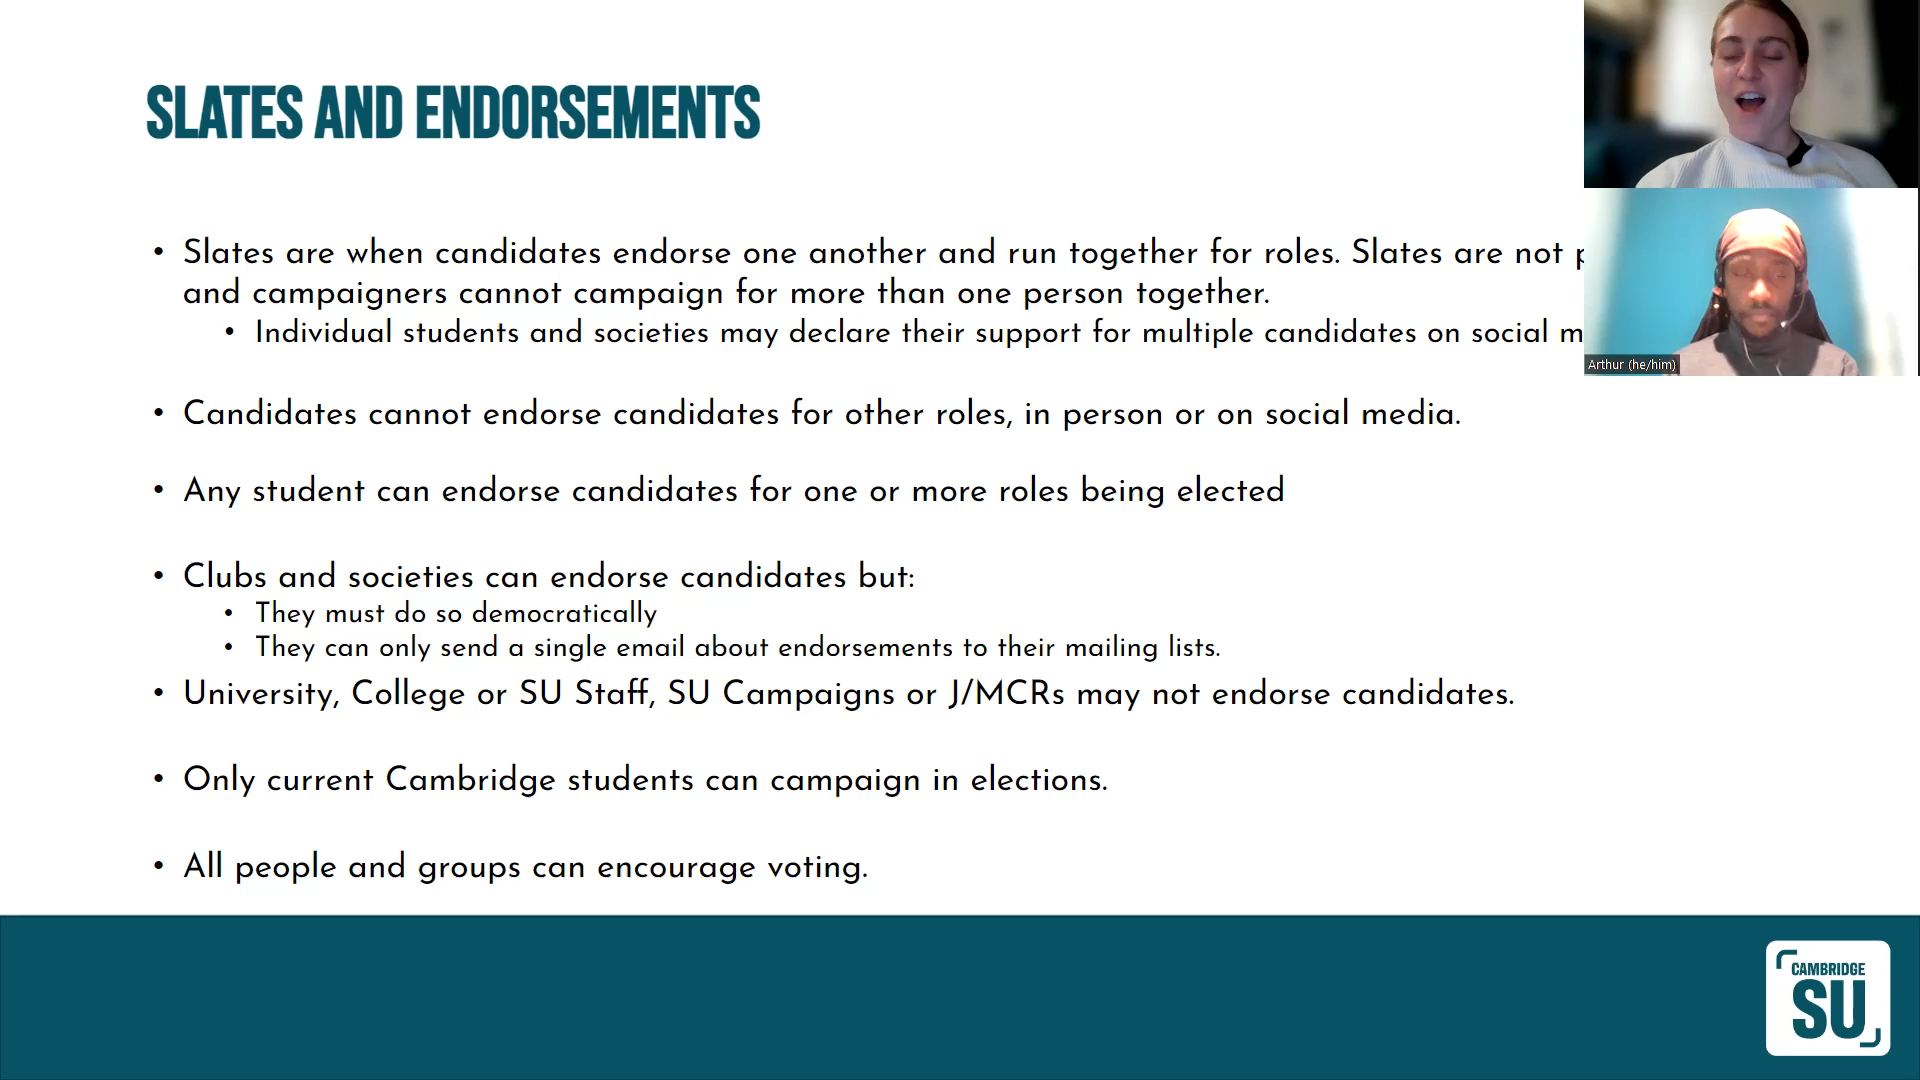 SLATES AND ENDORSEMENTS
• Slates are when candidates endorse one another and run together for roles. Slates are not
and campaigners cannot campaign for more than one person together.
• Individual students and societies may declare their support for multiple candidates on social
• Candidates cannot endorse candidates for other roles, in person or on social media.
• Any student can endorse candidates for one or more roles being elected
• Clubs and societies can endorse candidates but:
• They must do so democratically
• They can only send a single email about endorsements to their mailing lists.
• University, College or SU Staff, SU Campaigns or J/MCRs may not endorse candidates.
• Only current Cambridge students can campaign in elections.
• All people and groups can encourage voting.
Arthur (he/him)
CAMBRIDGE
SU